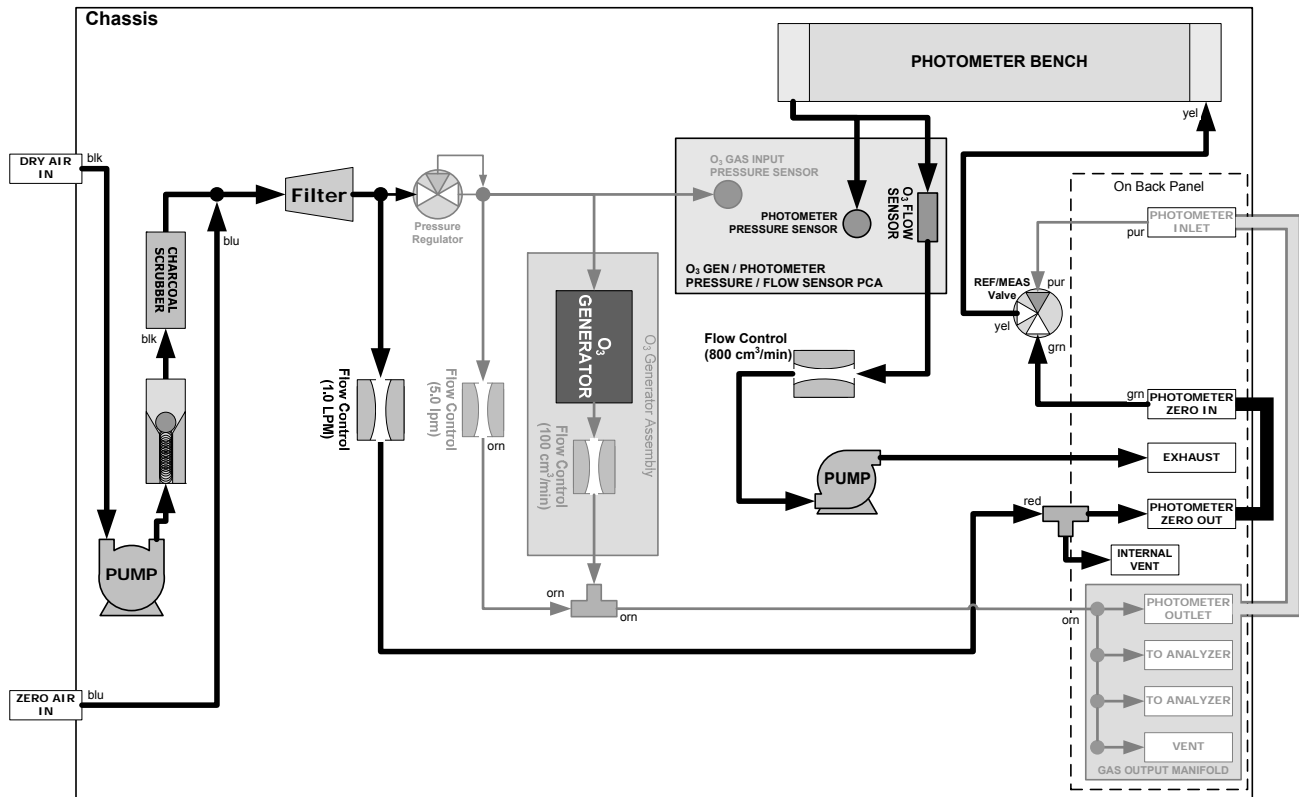 Chassis
PHOTOMETER BENCH
yel
DRY AIR
IN
blk
O3 GAS INPUT
PRESSURE SENSOR
O3 FLOW
SENSOR
PHOTOMETER
PRESSURE SENSOR
O3 GEN / PHOTOMETER
PRESSURE / FLOW SENSOR PCA
On Back Panel
PHOTOMETER
INLET
pur
pur
REF/MEAS
Valve
yel
grn
Filter
Pressure
Regulator
blu
CHARCOAL
SCRUBBER
blk
O3
GENERATOR
O3 Generator Assembly
Flow Control
(1.0 LPM)
Flow Control
(5.0 lpm)
orn
Flow Control
(100 cm3/min)
Flow Control
(800 cm3/min)
grn
PHOTOMETER
ZERO IN
EXHAUST
PUMP
red
PHOTOMETER
ZERO OUT
INTERNAL
VENT
PUMP
orn
orn
orn
PHOTOMETER
OUTLET
TO ANALYZER
TO ANALYZER
VENT
GAS OUTPUT MANIFOLD
ZERO AIR
IN
blu